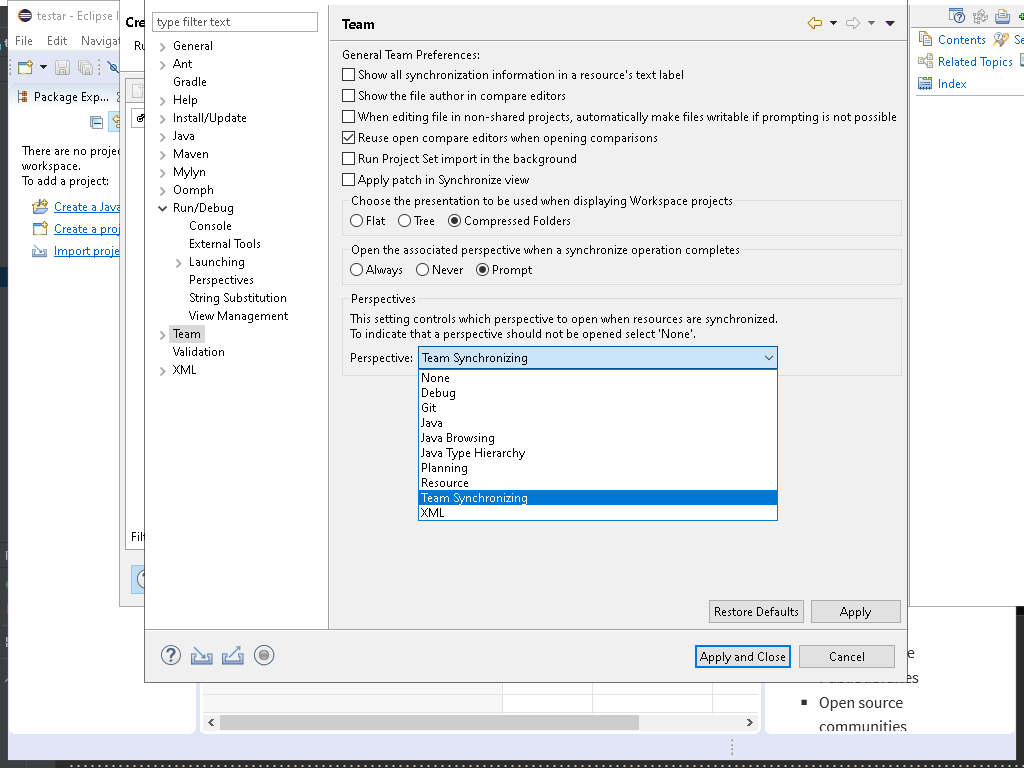 testar - Eclipse I
File Edit Navigat
Package Exp...
There are no projec
workspace.
To add a project:
Create a Java
Create a proj
Import proje
Cre
type filter text
General
Ant
Gradle
Help
Install/Update
Java
Maven
Mylyn
Oomph
Run/Debug
Console
External Tools
Launching
Perspectives
String Substitution
View Management
Team
Validation
XML
Team
General Team Preferences:
Show all synchronization information in a resource's text label
Show the file author in compare editors
When editing file in non-shared projects, automatically make files writable if prompting is not possible
Reuse open compare editors when opening comparisons
Run Project Set import in the background
Apply patch in Synchronize view
Choose the presentation to be used when displaying Workspace projects
Flat Tree Compressed Folders
Open the associated perspective when a synchronize operation completes
Always Never Prompt
Perspectives
This setting controls which perspective to open when resources are synchronized.
To indicate that a perspective should not be opened select 'None'.
Perspective: Team Synchronizing
None
Debug
Git
Java
Java Browsing
Java Type Hierarchy
Planning
Resource
Team Synchronizing
XML
Restore Defaults Apply
Apply and Close Cancel
Contents Se
Related Topics
Index
Open source
communities